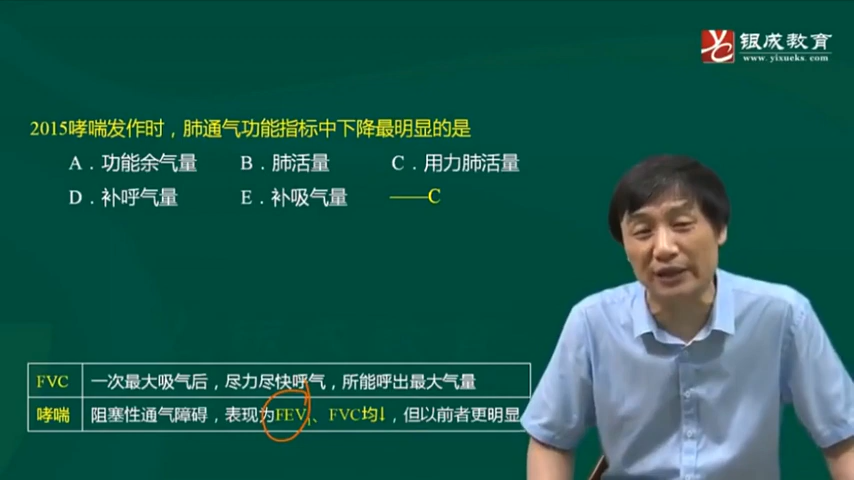 银成教育
www.yixueks.com
2015哮喘发作时，肺通气功能指标中下降最明显的是
A．功能余气量 B．肺活量 C．用力肺活量
D．补呼气量 E．补吸气量 ——C
FVC 一次最大吸气后，尽力尽快呼气，所能呼出最大气量
哮喘 阻塞性通气障碍，表现为FEV₁、FVC均↓，但以前者更明显